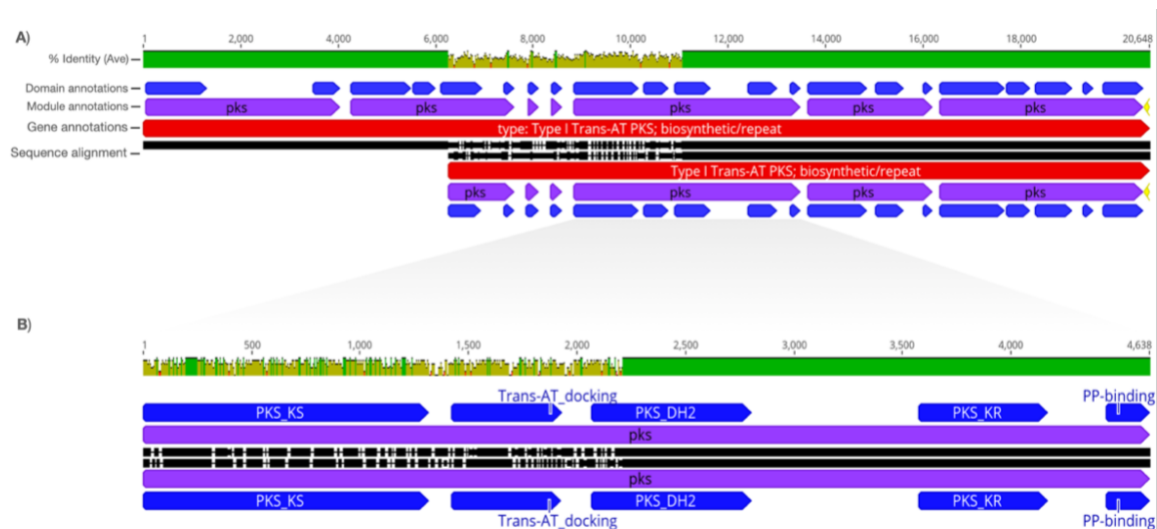 A)
1 2,000 4,000 6,000 8,000 10,000 12,000 14,000 16,000 18,000 20,648
% Identity (Ave)
Domain annotations
Module annotations pks pks pks pks pks
Gene annotations type: Type I Trans-AT PKS; biosynthetic/repeat
Sequence alignment
Type I Trans-AT PKS; biosynthetic/repeat
pks pks pks pks
B)
1 500 1,000 1,500 2,000 2,500 3,000 3,500 4,000 4,638
Trans-AT_docking PP-binding
PKS_KS PKS_DH2 PKS_KR
pks
pks
PKS_KS PKS_DH2 PKS_KR
Trans-AT_docking PP-binding